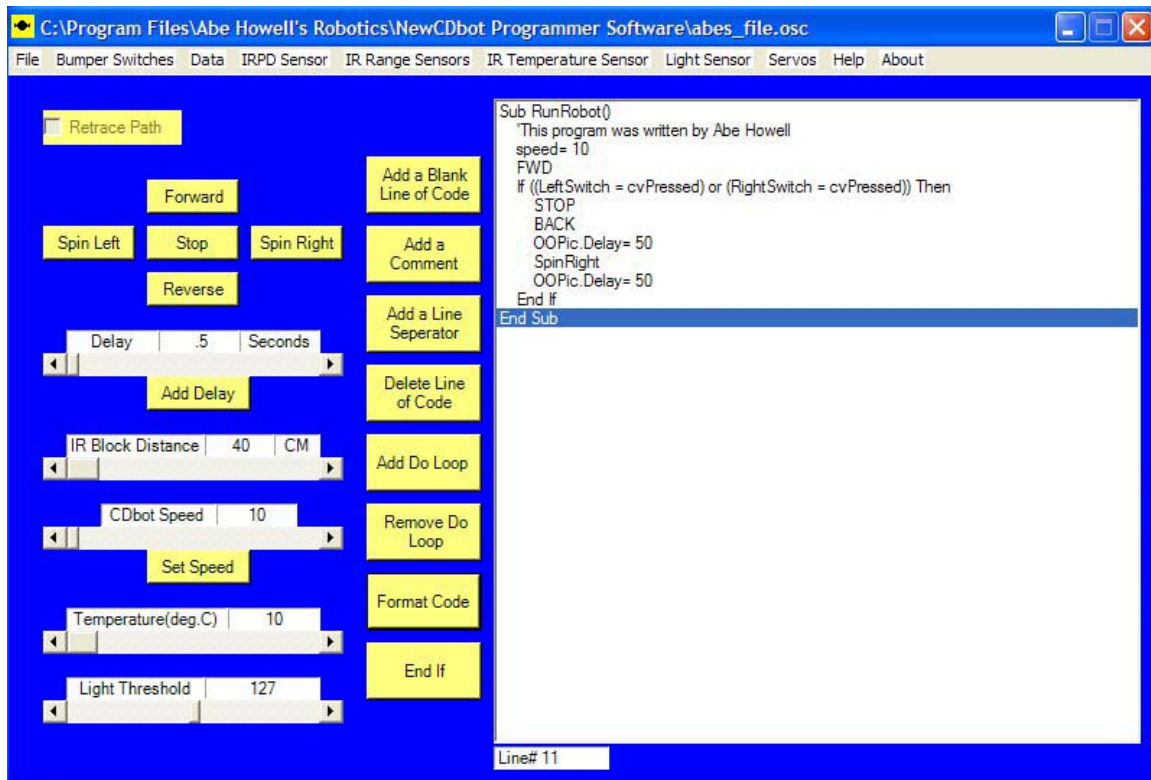 C:\Program Files\Abe Howell's Robotics\NewCDbot Programmer Software\abes_file.osc
File Bumper Switches Data IRPD Sensor IR Range Sensors IR Temperature Sensor Light Sensor Servos Help About
Retrace Path
Forward
Spin Left Stop Spin Right
Reverse
Delay .5 Seconds
Add Delay
IR Block Distance 40 CM
CDbot Speed 10
Set Speed
Temperature(deg.C) 10
Light Threshold 127
Add a Blank
Line of Code
Add a
Comment
Add a Line
Seperator
Delete Line
of Code
Add Do Loop
Remove Do
Loop
Format Code
End If
Sub RunRobot()
'This program was written by Abe Howell
speed= 10
FWD
If ((LeftSwitch = cvPressed) or (RightSwitch = cvPressed)) Then
STOP
BACK
OOPic.Delay= 50
SpinRight
OOPic.Delay= 50
End If
End Sub
Line# 11